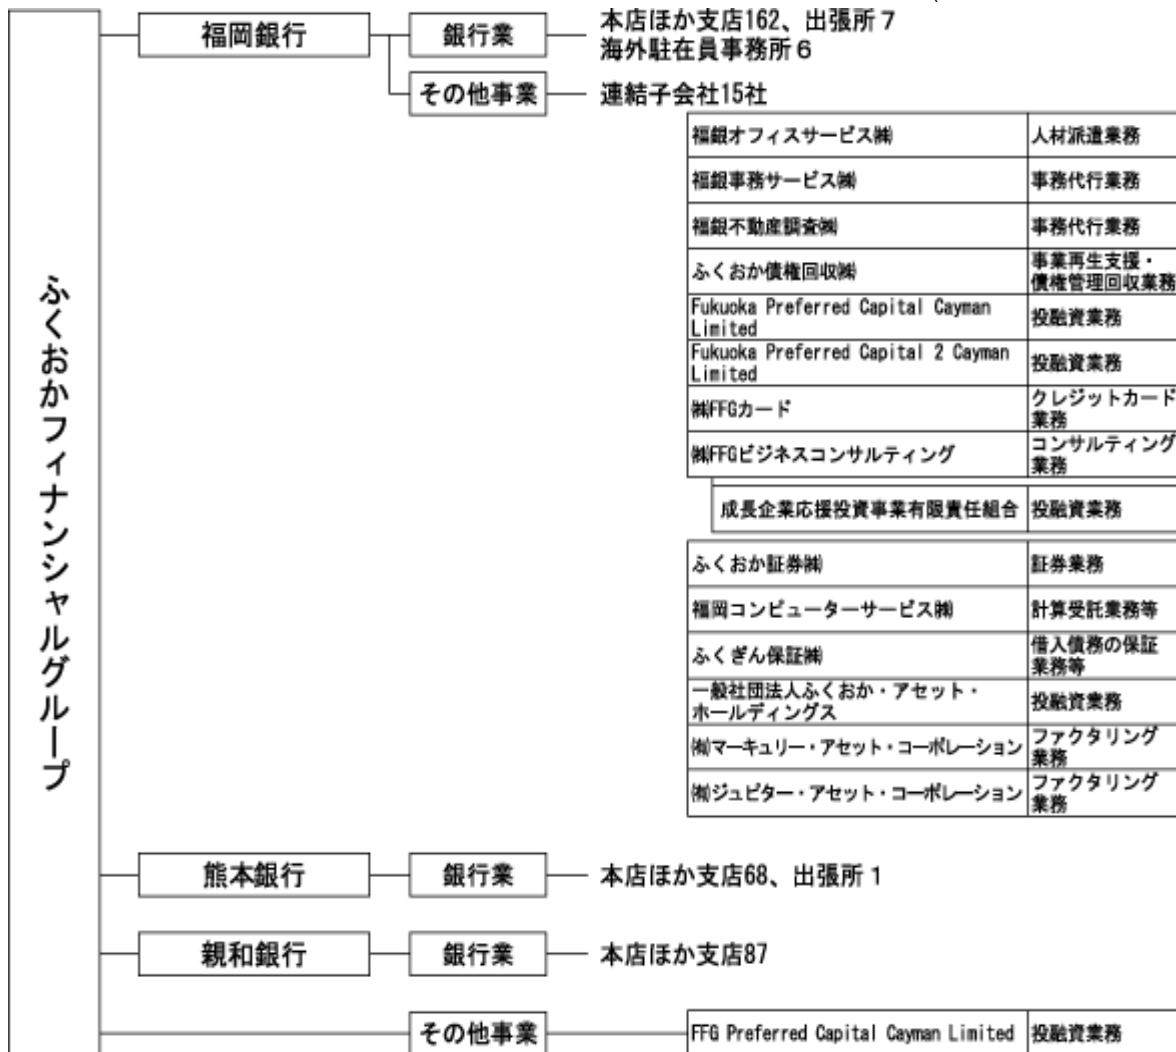 ふくおかフィナンシャルグループ
福岡銀行
銀行業
本店ほか支店162、出張所7
海外駐在員事務所6
その他事業
連結子会社15社
福銀オフィスサービス㈱
人材派遣業務
福銀事務サービス㈱
事務代行業務
福銀不動産調査㈱
事務代行業務
ふくおか債権回収㈱
事業再生支援・
債権管理回収業務
Fukuoka Preferred Capital Cayman
Limited
投融資業務
Fukuoka Preferred Capital 2 Cayman
Limited
投融資業務
㈱FFGカード
クレジットカード
業務
㈱FFGビジネスコンサルティング
コンサルティング
業務
成長企業応援投資事業有限責任組合
投融資業務
ふくおか証券㈱
証券業務
福岡コンピューターサービス㈱
計算受託業務等
ふくぎん保証㈱
借入債務の保証
業務等
一般社団法人ふくおか・アセット・
ホールディングス
投融資業務
㈲マーキュリー・アセット・コーポレーション
ファクタリング
業務
㈲ジュピター・アセット・コーポレーション
ファクタリング
業務
熊本銀行
銀行業
本店ほか支店68、出張所1
親和銀行
銀行業
本店ほか支店87
その他事業
FFG Preferred Capital Cayman Limited
投融資業務